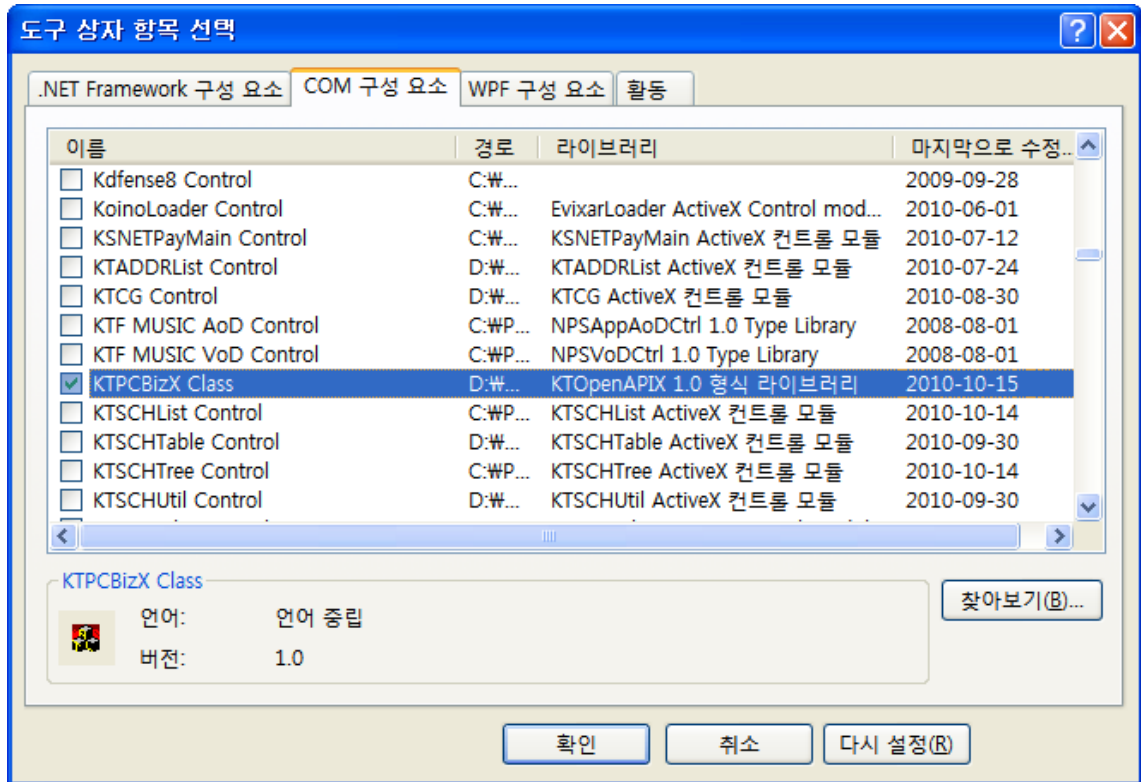 도구 상자 항목 선택
.NET Framework 구성 요소 COM 구성 요소 WPF 구성 요소 활동
이름 경로 라이브러리 마지막으로 수정...
Kdfense8 Control C:₩... 2009-09-28
KoinoLoader Control C:₩... EvixarLoader ActiveX Control mod... 2010-06-01
KSNETPayMain Control C:₩... KSNETPayMain ActiveX 컨트롤 모듈 2010-07-12
KTADDRList Control D:₩... KTADDRList ActiveX 컨트롤 모듈 2010-07-24
KTCG Control D:₩... KTCG ActiveX 컨트롤 모듈 2010-08-30
KTF MUSIC AoD Control C:₩P... NPSAppAoDCtrl 1.0 Type Library 2008-08-01
KTF MUSIC VoD Control C:₩P... NPSVoDCtrl 1.0 Type Library 2008-08-01
KTPCBizX Class D:₩... KTOpenAPIX 1.0 형식 라이브러리 2010-10-15
KTSCHList Control C:₩P... KTSCHList ActiveX 컨트롤 모듈 2010-10-14
KTSCHTable Control D:₩... KTSCHTable ActiveX 컨트롤 모듈 2010-09-30
KTSCHTree Control C:₩P... KTSCHTree ActiveX 컨트롤 모듈 2010-10-14
KTSCHUtil Control D:₩... KTSCHUtil ActiveX 컨트롤 모듈 2010-09-30
KTPCBizX Class
찾아보기(B)...
언어: 언어 중립
버전: 1.0
확인 취소 다시 설정(R)